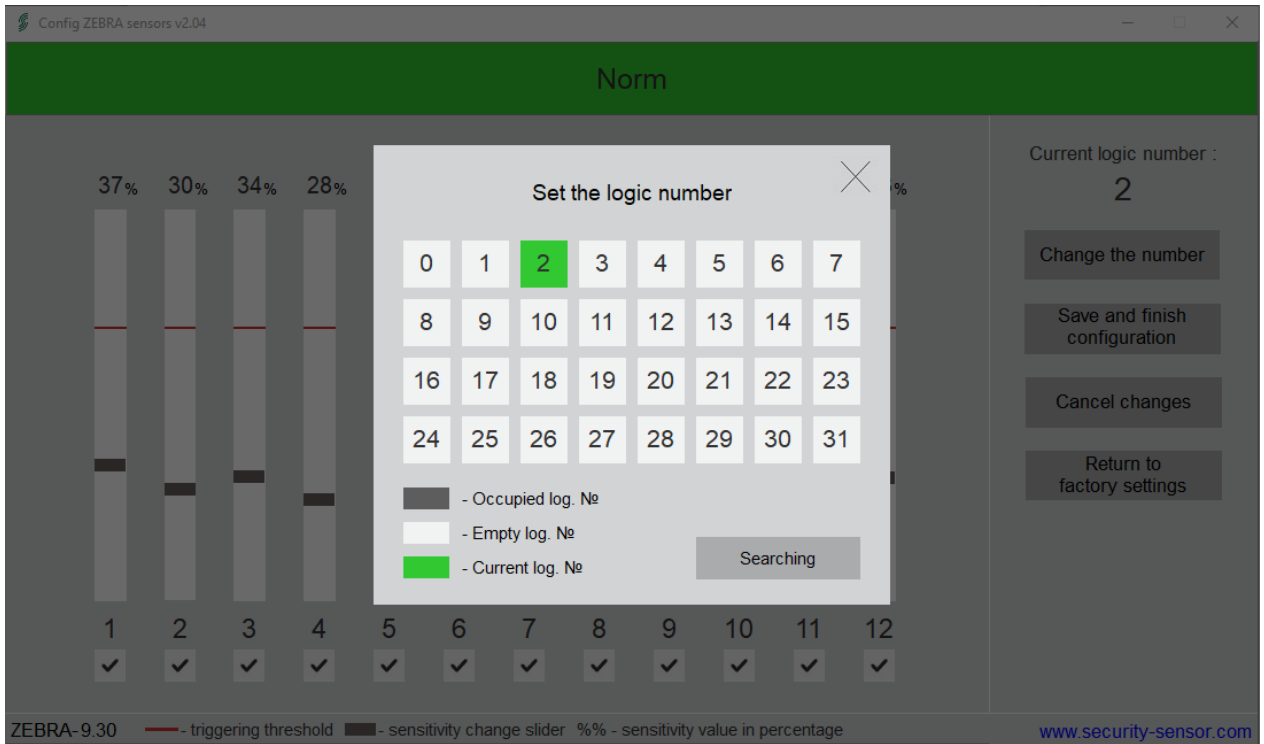 Config ZEBRA sensors v2.04
Norm
37% 30% 34% 28% %
Current logic number :
2
Change the number
Save and finish
configuration
Cancel changes
Return to
factory settings
Set the logic number
0 1 2 3 4 5 6 7
8 9 10 11 12 13 14 15
16 17 18 19 20 21 22 23
24 25 26 27 28 29 30 31
- Occupied log. №
- Empty log. №
- Current log. №
Searching
1 2 3 4 5 6 7 8 9 10 11 12
ZEBRA-9.30 - triggering threshold - sensitivity change slider %% - sensitivity value in percentage www.security-sensor.com